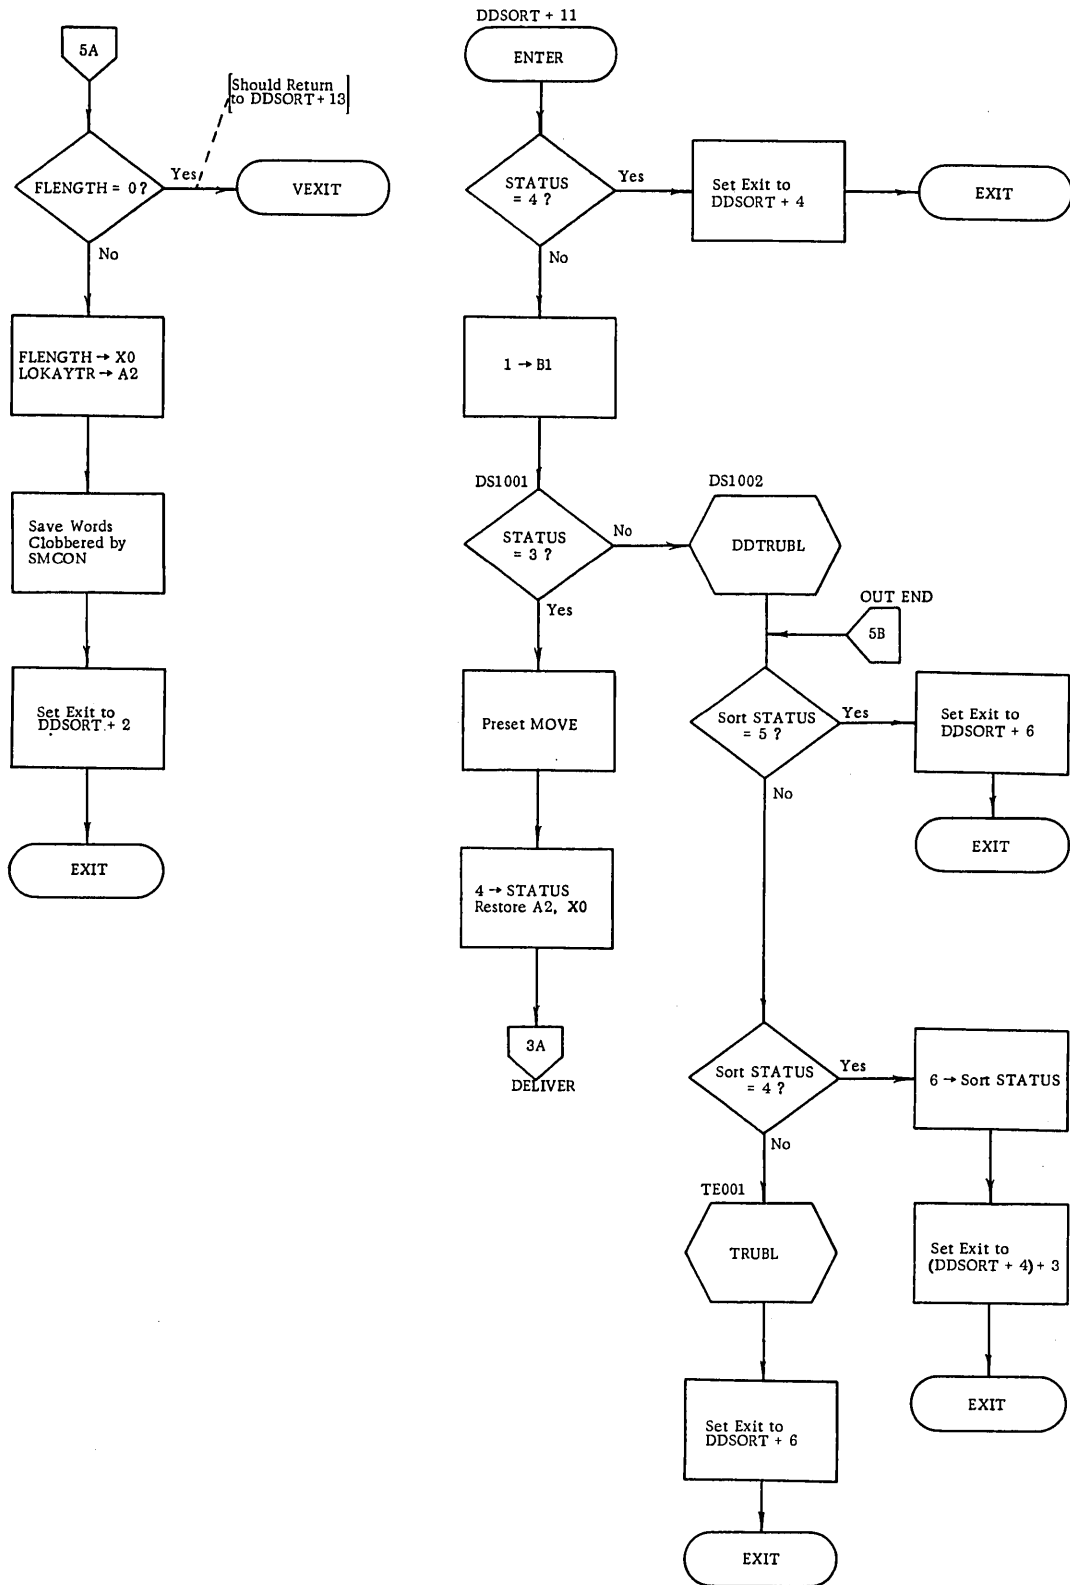 5A
[Should Return
to DDSORT + 13]
FLENGTH = 0 ?
Yes
VEXIT
No
FLENGTH → X0
LOKAYTR → A2
Save Words
Clobbered by
SMCON
Set Exit to
DDSORT + 2
EXIT
DDSORT + 11
ENTER
STATUS
= 4 ?
Yes
Set Exit to
DDSORT + 4
EXIT
No
1 → B1
DS1001
STATUS
= 3 ?
No
DS1002
DDTRUBL
Yes
Preset MOVE
4 → STATUS
Restore A2, X0
3A
DELIVER
OUT END
5B
Sort STATUS
= 5 ?
Yes
Set Exit to
DDSORT + 6
EXIT
No
Sort STATUS
= 4 ?
Yes
6 → Sort STATUS
Set Exit to
(DDSORT + 4) + 3
EXIT
No
TE001
TRUBL
Set Exit to
DDSORT + 6
EXIT